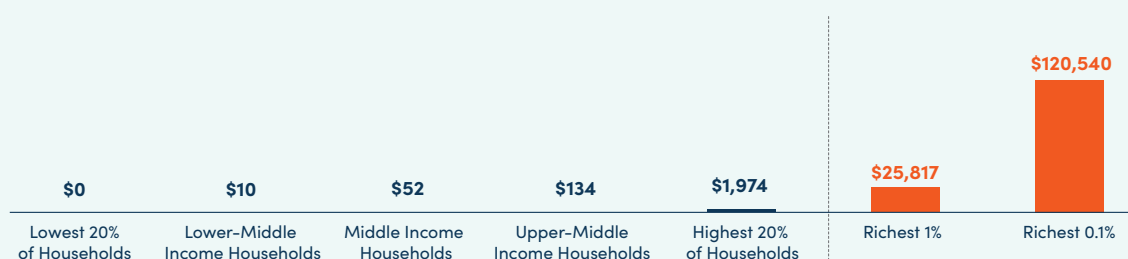 $120,540
$25,817
$0
$10
$52
$134
$1,974
Lowest 20%
of Households
Lower-Middle
Income Households
Middle Income
Households
Upper-Middle
Income Households
Highest 20%
of Households
Richest 1%
Richest 0.1%